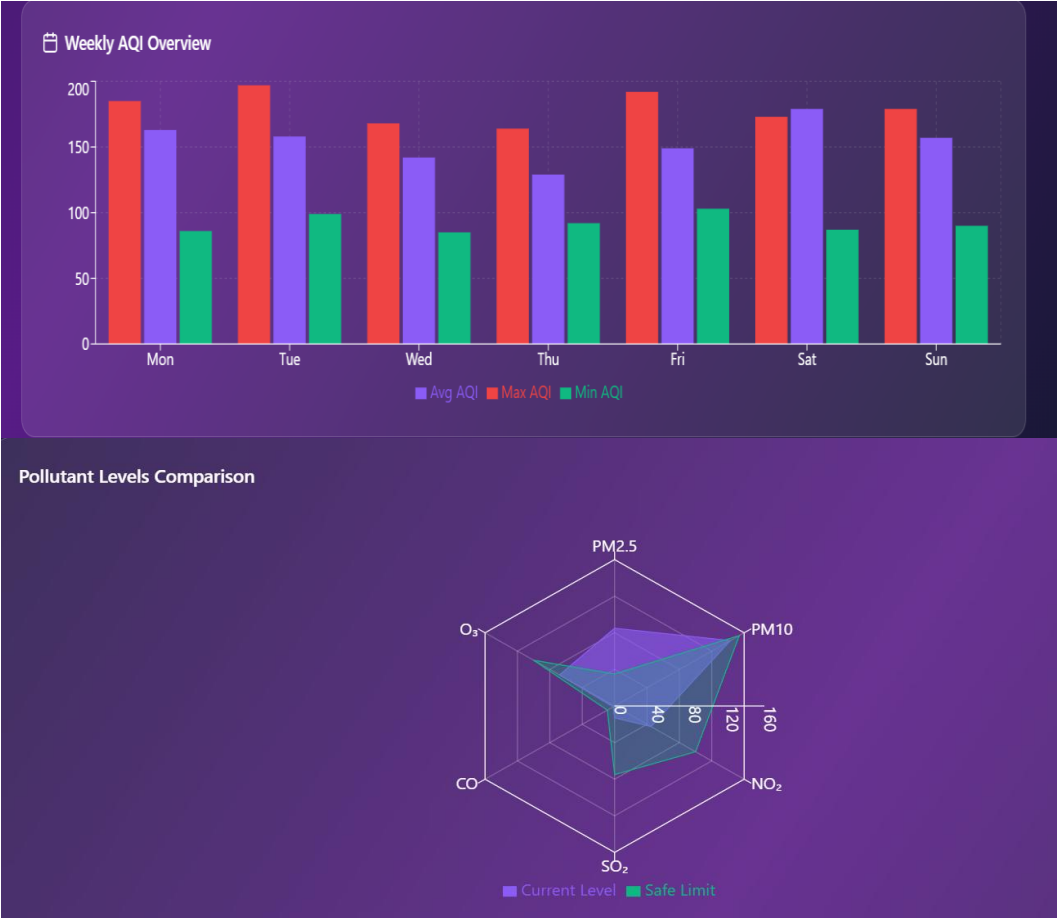 Weekly AQI Overview
200
150
100
50
0
Mon Tue Wed Thu Fri Sat Sun
Avg AQI Max AQI Min AQI
Pollutant Levels Comparison
PM2.5
O₃ PM10
0 40 80 120 160
CO NO₂
SO₂
Current Level Safe Limit